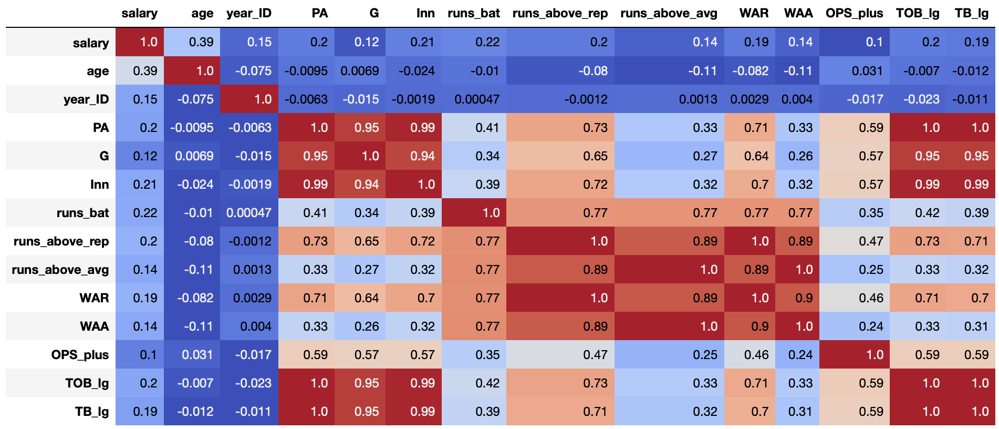 salary age year_ID PA G Inn runs_bat runs_above_rep runs_above_avg WAR WAA OPS_plus TOB_lg TB_lg
salary 1.0 0.39 0.15 0.2 0.12 0.21 0.22 0.2 0.14 0.19 0.14 0.1 0.2 0.19
age 0.39 1.0 -0.075 -0.0095 0.0069 -0.024 -0.01 -0.08 -0.11 -0.082 -0.11 0.031 -0.007 -0.012
year_ID 0.15 -0.075 1.0 -0.0063 -0.015 -0.0019 0.00047 -0.0012 0.0013 0.0029 0.004 -0.017 -0.023 -0.011
PA 0.2 -0.0095 -0.0063 1.0 0.95 0.99 0.41 0.73 0.33 0.71 0.33 0.59 1.0 1.0
G 0.12 0.0069 -0.015 0.95 1.0 0.94 0.34 0.65 0.27 0.64 0.26 0.57 0.95 0.95
Inn 0.21 -0.024 -0.0019 0.99 0.94 1.0 0.39 0.72 0.32 0.7 0.32 0.57 0.99 0.99
runs_bat 0.22 -0.01 0.00047 0.41 0.34 0.39 1.0 0.77 0.77 0.77 0.77 0.35 0.42 0.39
runs_above_rep 0.2 -0.08 -0.0012 0.73 0.65 0.72 0.77 1.0 0.89 1.0 0.89 0.47 0.73 0.71
runs_above_avg 0.14 -0.11 0.0013 0.33 0.27 0.32 0.77 0.89 1.0 0.89 1.0 0.25 0.33 0.32
WAR 0.19 -0.082 0.0029 0.71 0.64 0.7 0.77 1.0 0.89 1.0 0.9 0.46 0.71 0.7
WAA 0.14 -0.11 0.004 0.33 0.26 0.32 0.77 0.89 1.0 0.9 1.0 0.24 0.33 0.31
OPS_plus 0.1 0.031 -0.017 0.59 0.57 0.57 0.35 0.47 0.25 0.46 0.24 1.0 0.59 0.59
TOB_lg 0.2 -0.007 -0.023 1.0 0.95 0.99 0.42 0.73 0.33 0.71 0.33 0.59 1.0 1.0
TB_lg 0.19 -0.012 -0.011 1.0 0.95 0.99 0.39 0.71 0.32 0.7 0.31 0.59 1.0 1.0